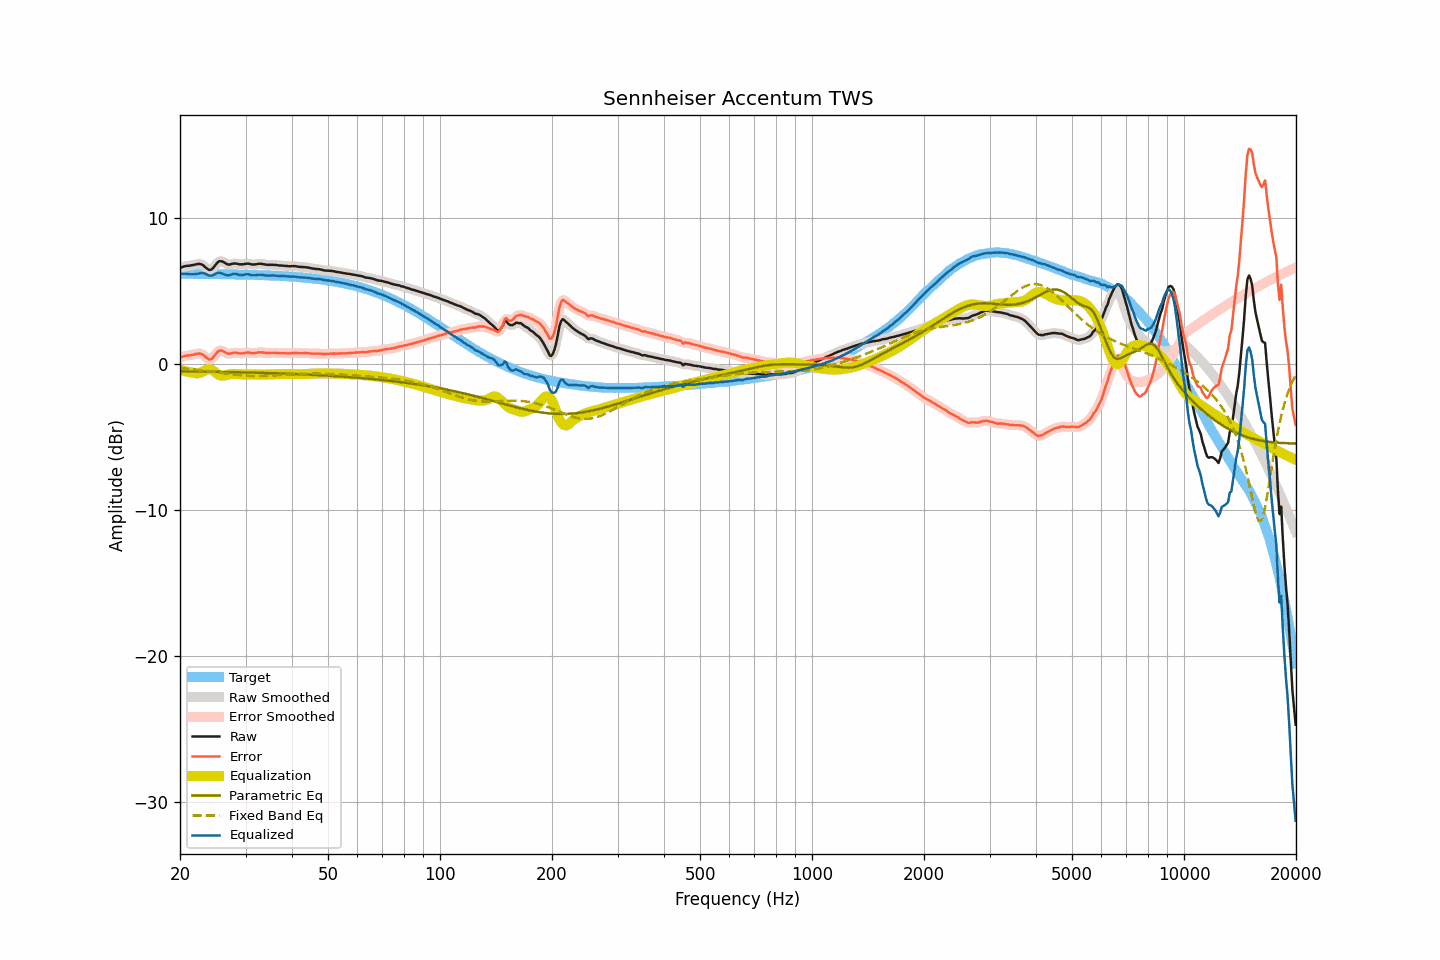 Sennheiser Accentum TWS
Amplitude (dBr)
10
0
−10
−20
−30
Target
Raw Smoothed
Error Smoothed
Raw
Error
Equalization
Parametric Eq
Fixed Band Eq
Equalized
20 50 100 200 500 1000 2000 5000 10000 20000
Frequency (Hz)